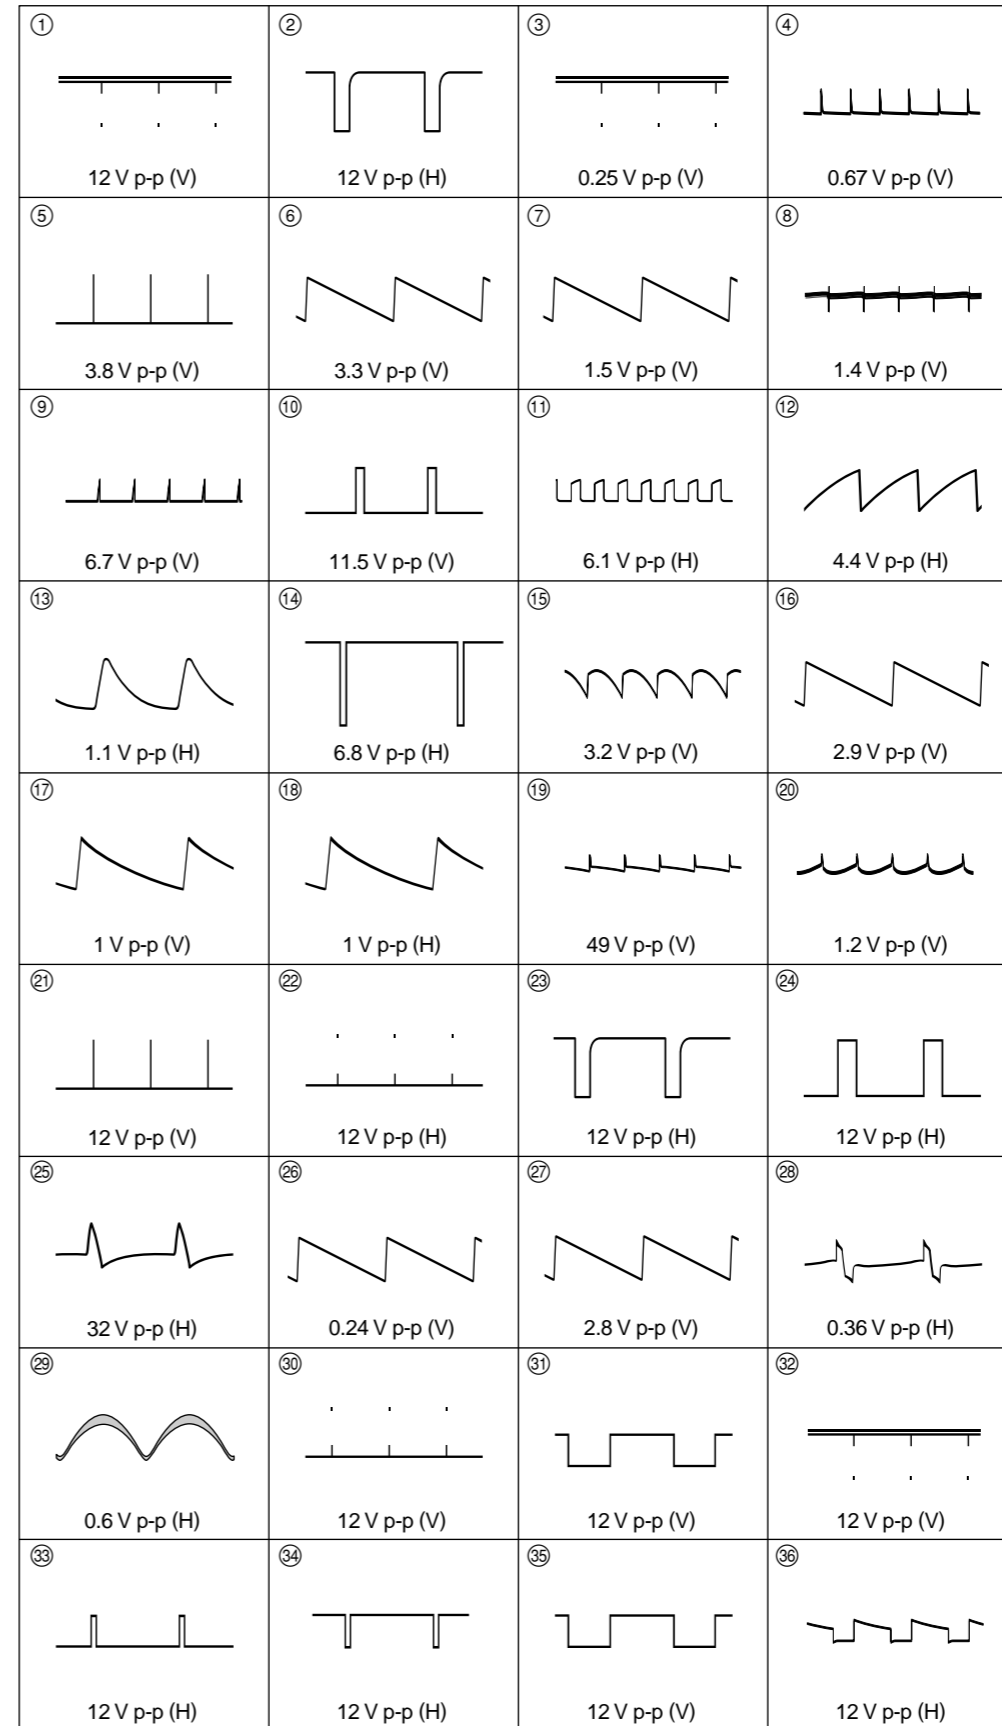 ① ② ③ ④
12 V p-p (V) 12 V p-p (H) 0.25 V p-p (V) 0.67 V p-p (V)
⑤ ⑥ ⑦ ⑧
3.8 V p-p (V) 3.3 V p-p (V) 1.5 V p-p (V) 1.4 V p-p (V)
⑨ ⑩ ⑪ ⑫
6.7 V p-p (V) 11.5 V p-p (V) 6.1 V p-p (H) 4.4 V p-p (H)
⑬ ⑭ ⑮ ⑯
1.1 V p-p (H) 6.8 V p-p (H) 3.2 V p-p (V) 2.9 V p-p (V)
⑰ ⑱ ⑲ ⑳
1 V p-p (V) 1 V p-p (H) 49 V p-p (V) 1.2 V p-p (V)
㉑ ㉒ ㉓ ㉔
12 V p-p (V) 12 V p-p (H) 12 V p-p (H) 12 V p-p (H)
㉕ ㉖ ㉗ ㉘
32 V p-p (H) 0.24 V p-p (V) 2.8 V p-p (V) 0.36 V p-p (H)
㉙ ㉚ ㉛ ㉜
0.6 V p-p (H) 12 V p-p (V) 12 V p-p (V) 12 V p-p (V)
㉝ ㉞ ㉟ ㊱
12 V p-p (H) 12 V p-p (H) 12 V p-p (V) 12 V p-p (H)